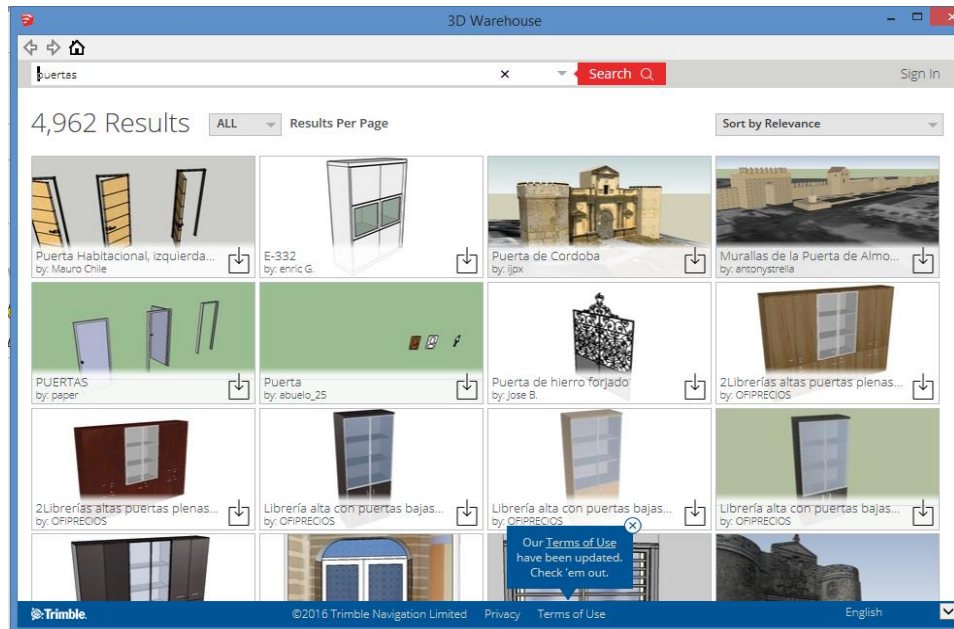 3D Warehouse
puertas
Search
Sign In
4,962 Results
ALL
Results Per Page
Sort by Relevance
Puerta Habitacional, izquierda...
by: Mauro Chile
E-332
by: enric G.
Puerta de Cordoba
by: ijpx
Murallas de la Puerta de Almo...
by: antonystrella
PUERTAS
by: paper
Puerta
by: abuelo_25
Puerta de hierro forjado
by: Jose B.
2Librerías altas puertas plenas...
by: OFIPRECIOS
2Librerías altas puertas plenas...
by: OFIPRECIOS
Librería alta con puertas bajas...
by: OFIPRECIOS
Librería alta con puertas bajas...
by: OFIPRECIOS
Librería alta con puertas bajas...
by: OFIPRECIOS
Our Terms of Use
have been updated.
Check 'em out.
Trimble.
©2016 Trimble Navigation Limited
Privacy
Terms of Use
English